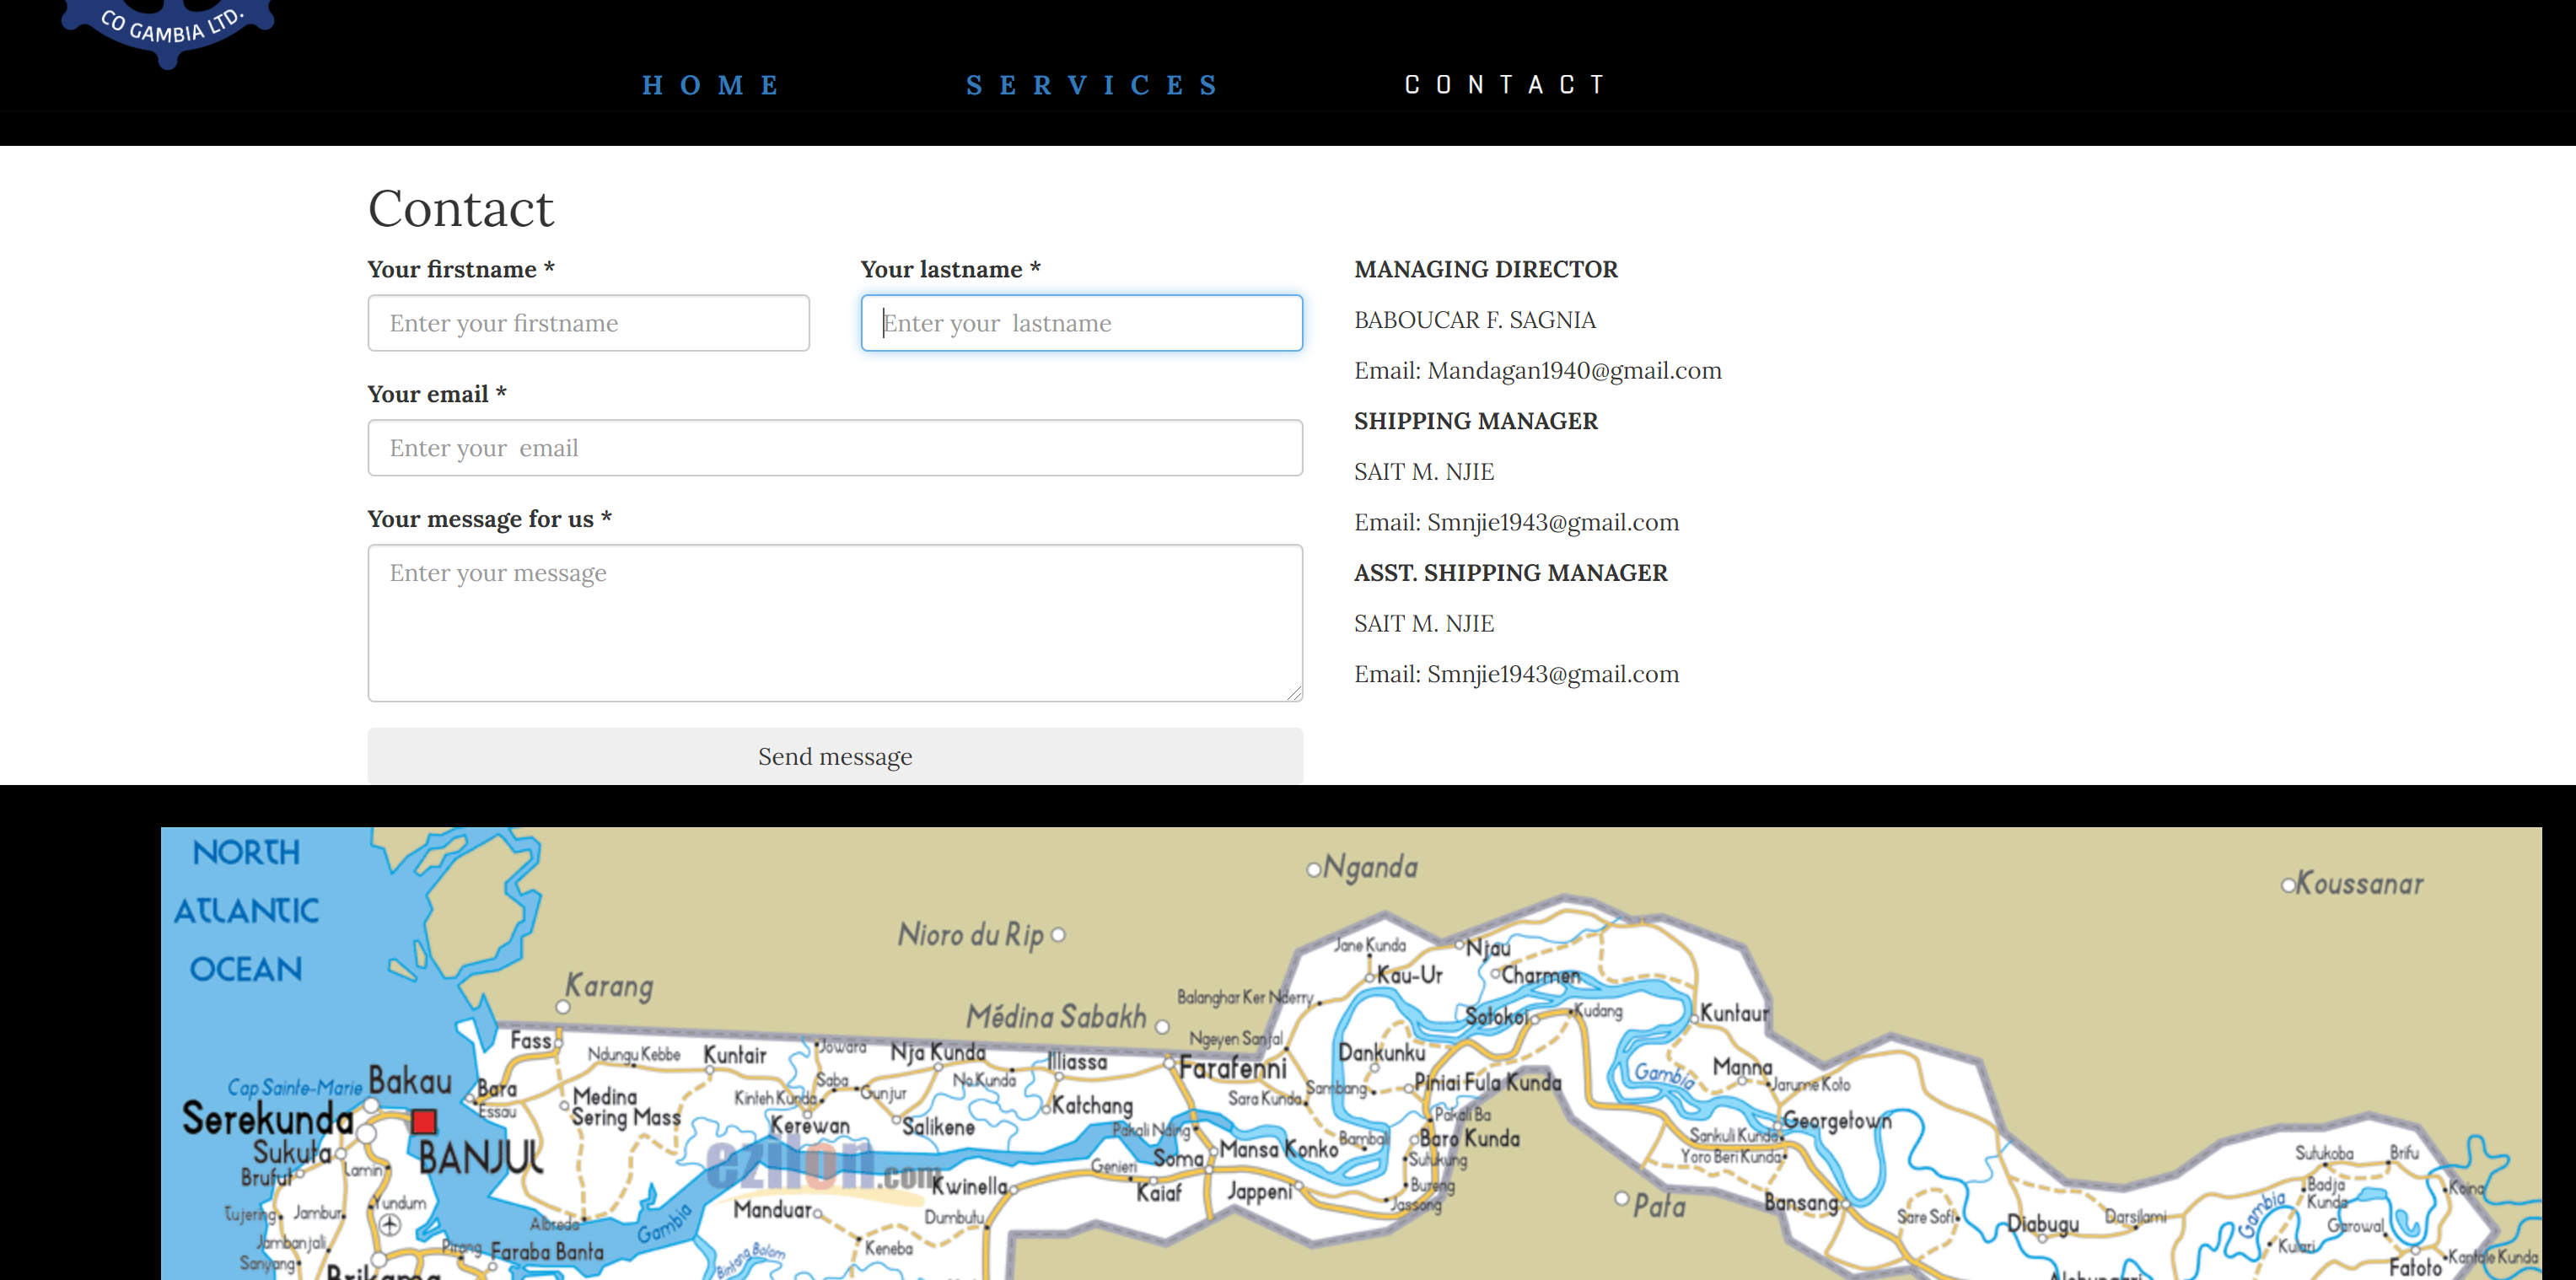 CO GAMBIA LTD.
HOME SERVICES CONTACT
Contact
Your firstname *
Enter your firstname
Your lastname *
Enter your  lastname
Your email *
Enter your  email
Your message for us *
Enter your message
Send message
MANAGING DIRECTOR
BABOUCAR F. SAGNIA
Email: Mandagan1940@gmail.com
SHIPPING MANAGER
SAIT M. NJIE
Email: Smnjie1943@gmail.com
ASST. SHIPPING MANAGER
SAIT M. NJIE
Email: Smnjie1943@gmail.com
NORTH
ATLANTIC
OCEAN
Nganda
Koussanar
Nioro du Rip
Jane Kunda
Njau
Kau-Ur
Charmen
Karang
Balanghar Ker Nderry
Médina Sabakh
Sotokoi
Kudang
Kuntaur
Fass
Ndungu Kebbe
Kuntair
Jowara
Nja Kunda
Illiassa
Ngeyen Sanjal
Farafenni
Dankunku
Gambia
Manna
Jarume Koto
Cap Sainte-Marie
Bakau
Bara
Essau
Medina
Sering Mass
Kinteh Kunda
Saba
Gunjur
No Kunda
Katchang
Sara Kunda
Sambang
Piniai Fula Kunda
Pakali Ba
Serekunda
BANJUL
Kerewan
Salikene
Pakali Nding
Mansa Konko
Bambali
Baro Kunda
Georgetown
Sankuli Kunda
Yoro Beri Kunda
Sukuta
Brufut
Lamin
ezilon.com
Soma
Genieri
Kaiaf
Kwinella
Jappeni
Sutukung
Bureng
Jassong
Pata
Bansang
Sutukoba
Brifu
Badja
Kunda
Koina
Tujering
Jambur
Yundum
Albreda
Gambia
Manduar
Dumbutu
Sare Sofi
Diabugu
Darsilami
Gambia
Garowal
Kulari
Jambanjali
Sanyang
Pirang
Faraba Banta
Bintang Bolon
Keneba
Fatoto
Kantale Kunda
Brikama